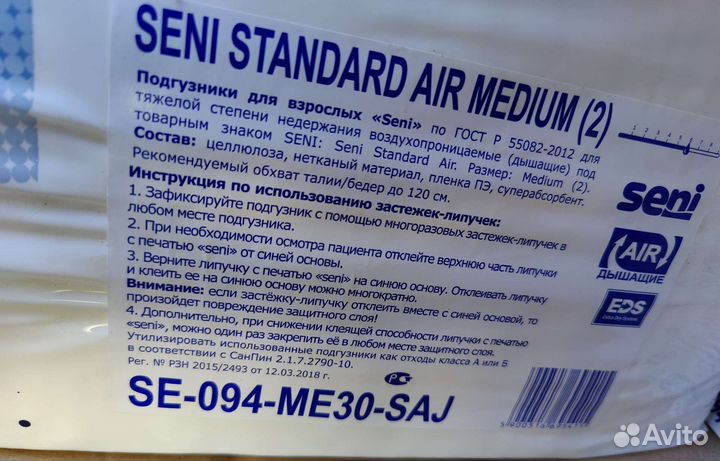 SENI STANDARD AIR MEDIUM (2)
Подгузники для взрослых «Seni» по ГОСТ Р 55082-2012 для
тяжелой степени недержания воздухопроницаемые (дышащие) под
товарным знаком SENI: Seni Standard Air. Размер: Medium (2).
Состав: целлюлоза, нетканый материал, пленка ПЭ, суперабсорбент.
Рекомендуемый обхват талии/бедер до 120 см.
Инструкция по использованию застежек-липучек:
1. Зафиксируйте подгузник с помощью многоразовых застежек-липучек в
любом месте подгузника.
2. При необходимости осмотра пациента отклейте верхнюю часть липучки
с печатью «seni» от синей основы.
3. Верните липучку с печатью «seni» на синюю основу. Отклеивать липучку
и клеить ее на синюю основу можно многократно.
Внимание: если застёжку-липучку отклеить вместе с синей основой, то
произойдет повреждение защитного слоя!
4. Дополнительно, при снижении клеящей способности липучки с печатью
«seni», можно один раз закрепить её в любом месте защитного слоя.
Утилизировать использованные подгузники как отходы класса А или Б
в соответствии с СанПин 2.1.7.2790-10.
Рег. № РЗН 2015/2493 от 12.03.2018 г.
SE-094-ME30-SAJ
seni
AIR
ДЫШАЩИЕ
EDS
Extra Dry System
Avito